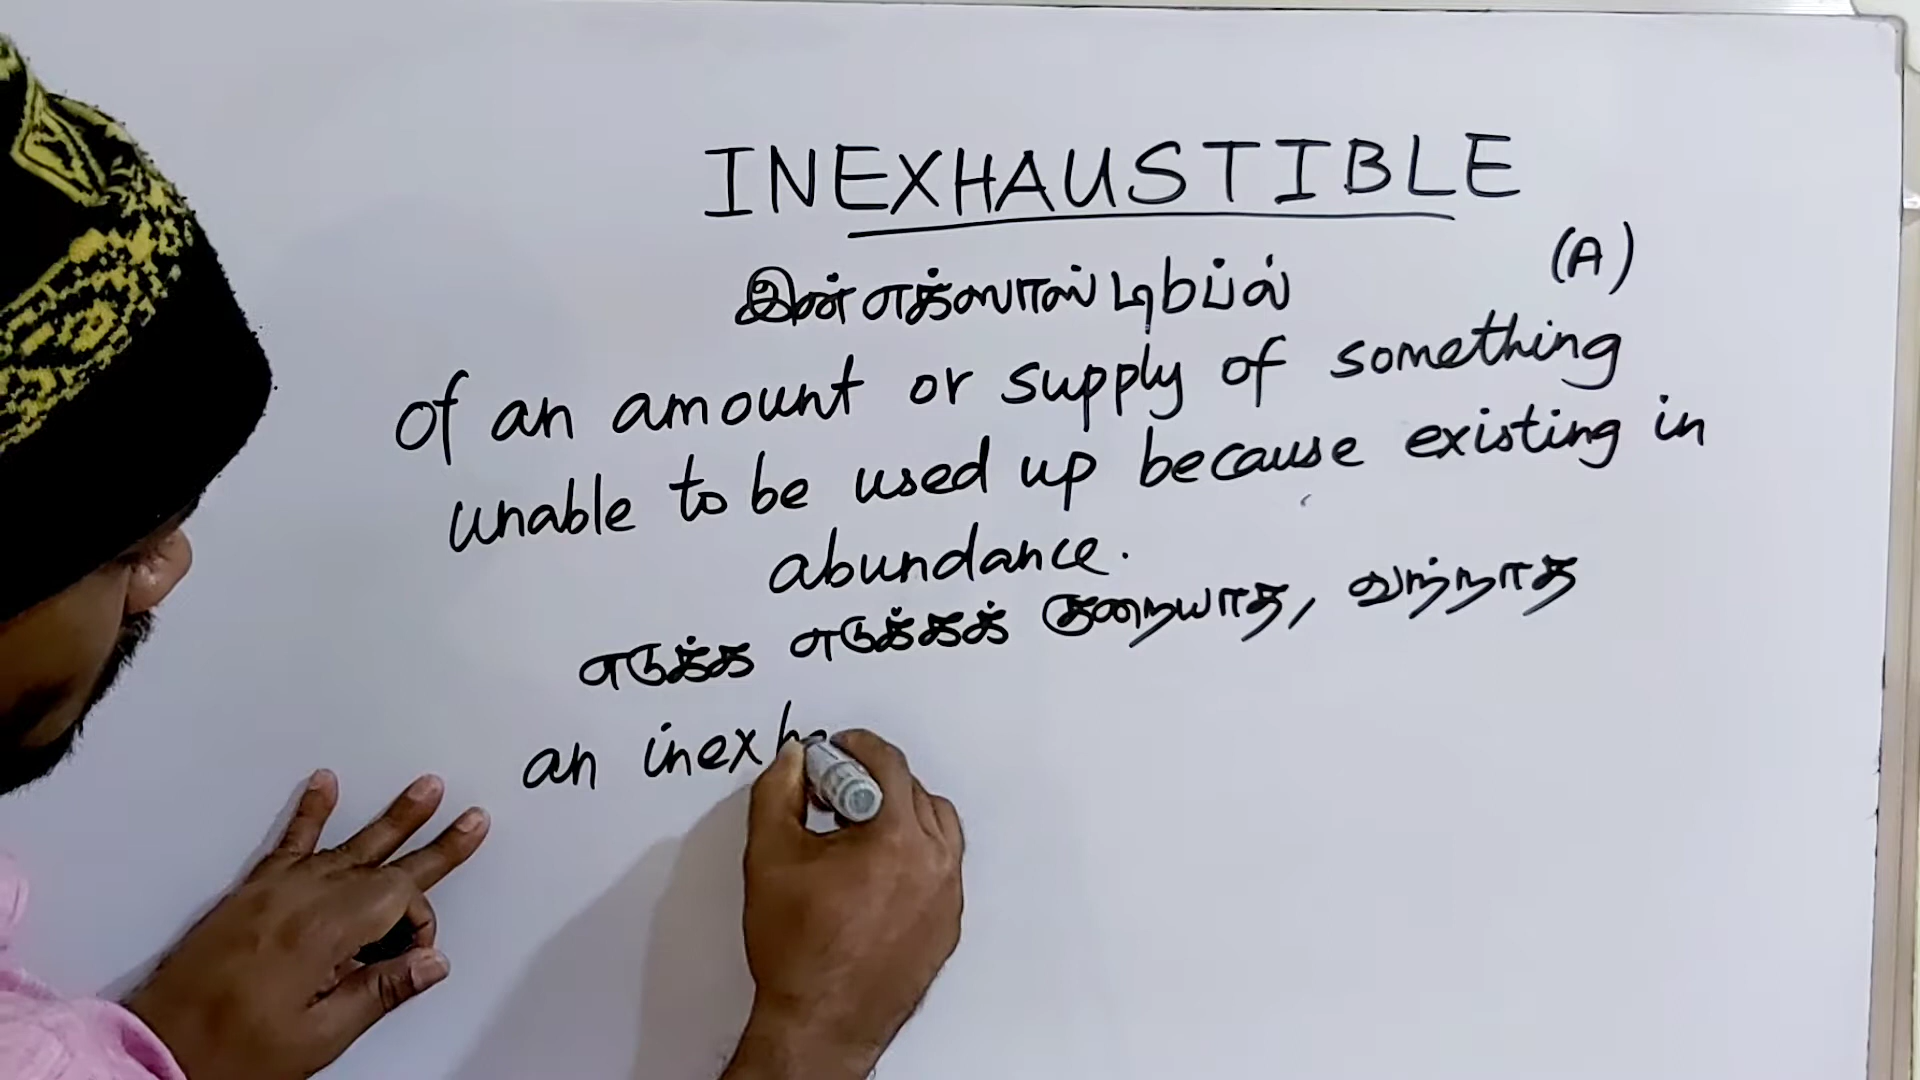 INEXHAUSTIBLE
(A)
இன் எக்ஸாஸ்டிbப்ல்
of an amount or supply of something
unable to be used up because existing in
abundance.
எடுக்க எடுக்கக் குறையாத, வற்றாத
an inexh